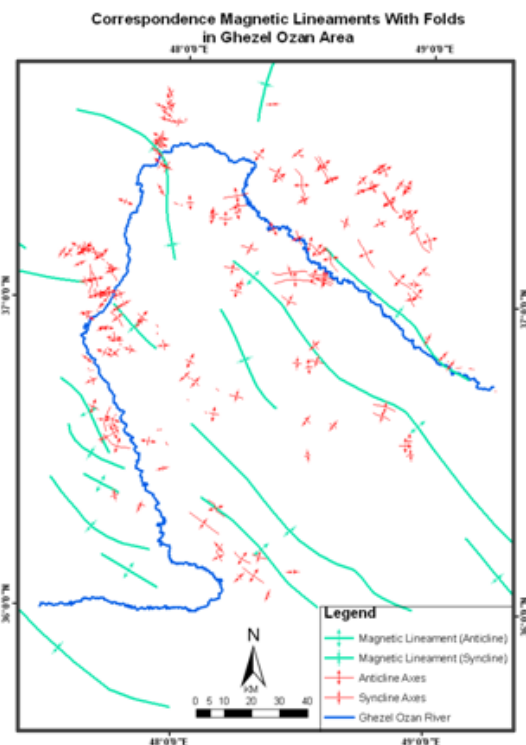 Correspondence Magnetic Lineaments With Folds
in Ghezel Ozan Area
48°0'0"E 49°0'0"E
37°0'0"N 37°0'0"N
36°0'0"N 36°0'0"N
Legend
Magnetic Lineament (Anticline)
Magnetic Lineament (Syncline)
Anticline Axes
Syncline Axes
Ghezel Ozan River
N
KM
0 5 10 20 30 40
48°0'0"E 49°0'0"E